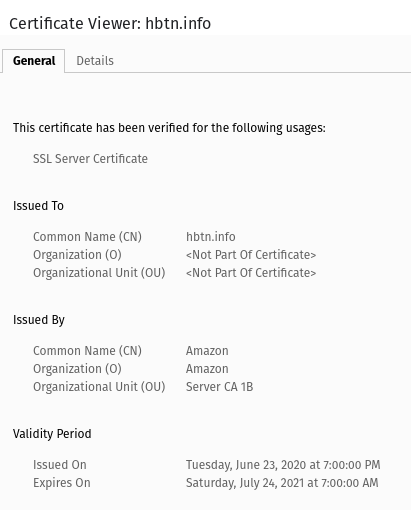 Certificate Viewer: hbtn.info
General Details
This certificate has been verified for the following usages:
SSL Server Certificate
Issued To
Common Name (CN) hbtn.info
Organization (O) <Not Part Of Certificate>
Organizational Unit (OU) <Not Part Of Certificate>
Issued By
Common Name (CN) Amazon
Organization (O) Amazon
Organizational Unit (OU) Server CA 1B
Validity Period
Issued On Tuesday, June 23, 2020 at 7:00:00 PM
Expires On Saturday, July 24, 2021 at 7:00:00 AM